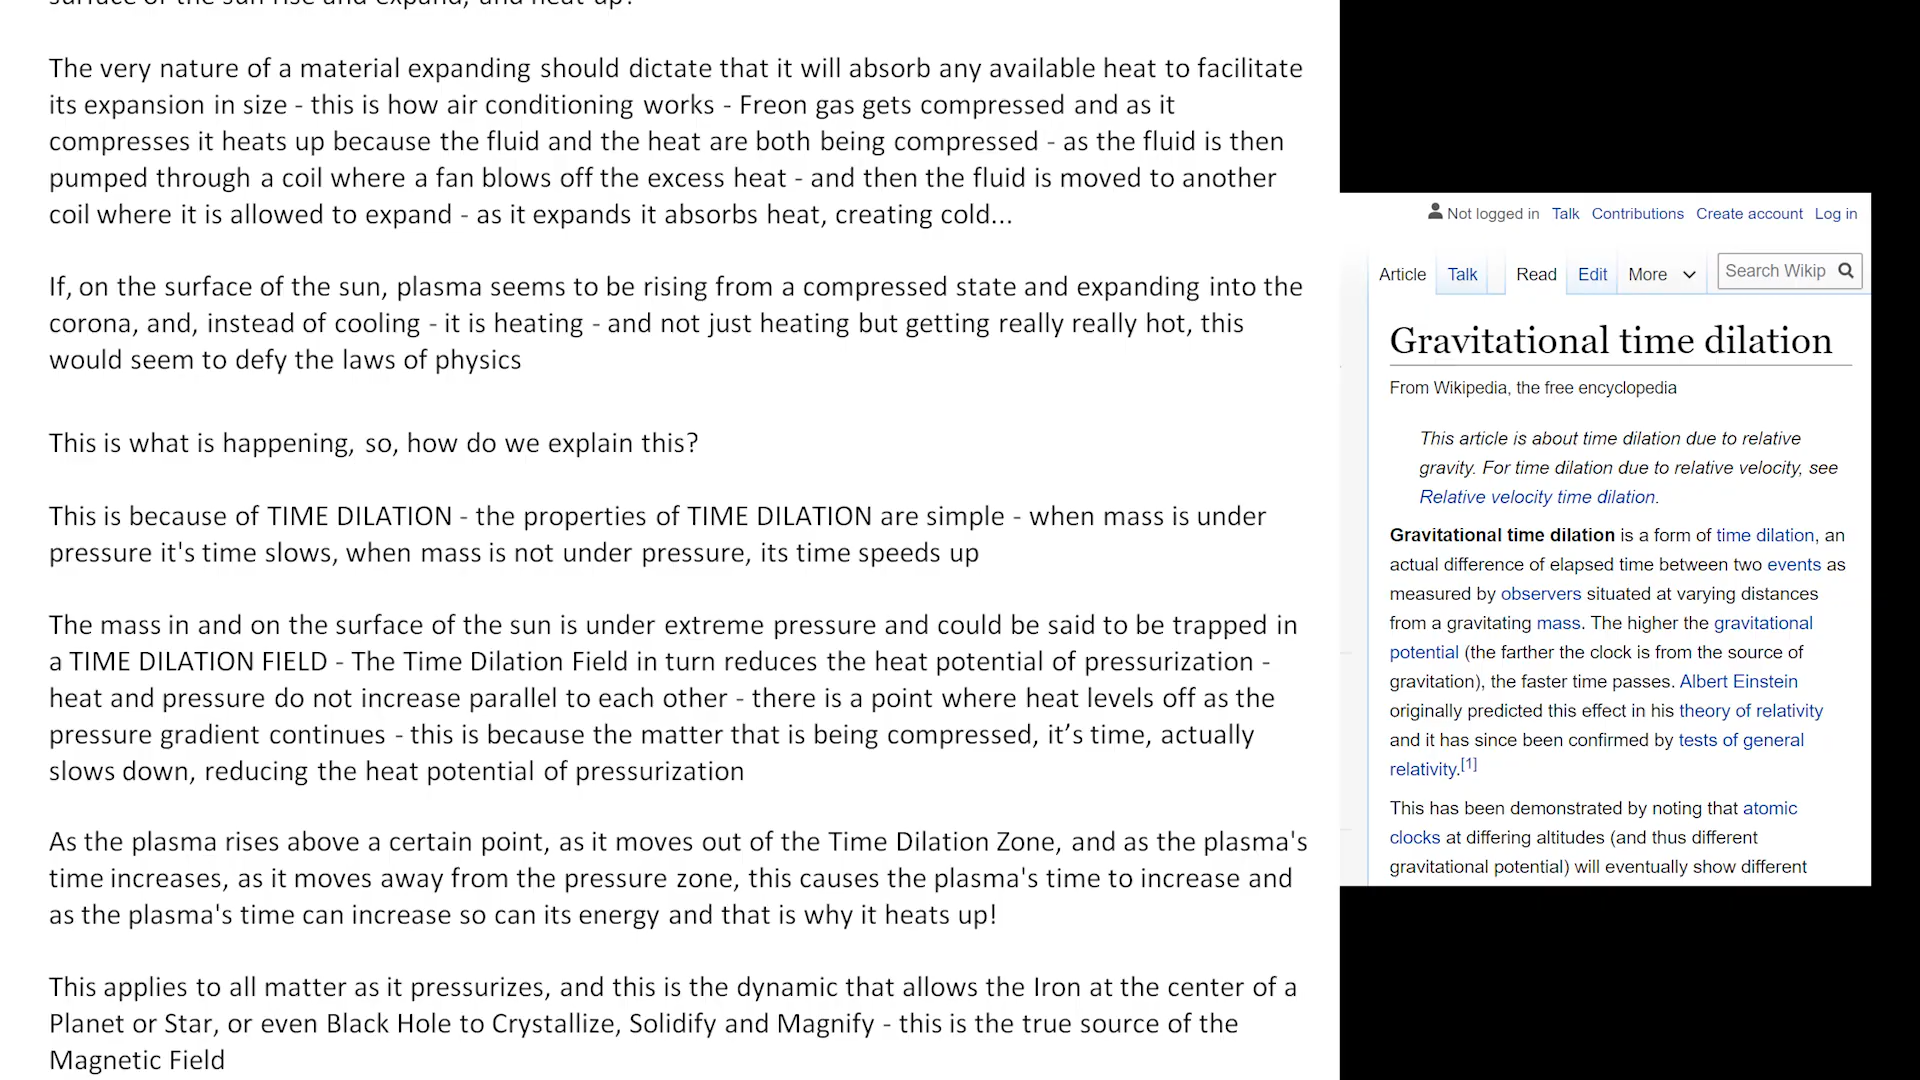 surface of the sun rise and expand, and heat up?
The very nature of a material expanding should dictate that it will absorb any available heat to facilitate
its expansion in size - this is how air conditioning works - Freon gas gets compressed and as it
compresses it heats up because the fluid and the heat are both being compressed - as the fluid is then
pumped through a coil where a fan blows off the excess heat - and then the fluid is moved to another
coil where it is allowed to expand - as it expands it absorbs heat, creating cold...
If, on the surface of the sun, plasma seems to be rising from a compressed state and expanding into the
corona, and, instead of cooling - it is heating - and not just heating but getting really really hot, this
would seem to defy the laws of physics
This is what is happening, so, how do we explain this?
This is because of TIME DILATION - the properties of TIME DILATION are simple - when mass is under
pressure it's time slows, when mass is not under pressure, its time speeds up
The mass in and on the surface of the sun is under extreme pressure and could be said to be trapped in
a TIME DILATION FIELD - The Time Dilation Field in turn reduces the heat potential of pressurization -
heat and pressure do not increase parallel to each other - there is a point where heat levels off as the
pressure gradient continues - this is because the matter that is being compressed, it’s time, actually
slows down, reducing the heat potential of pressurization
As the plasma rises above a certain point, as it moves out of the Time Dilation Zone, and as the plasma's
time increases, as it moves away from the pressure zone, this causes the plasma's time to increase and
as the plasma's time can increase so can its energy and that is why it heats up!
This applies to all matter as it pressurizes, and this is the dynamic that allows the Iron at the center of a
Planet or Star, or even Black Hole to Crystallize, Solidify and Magnify - this is the true source of the
Magnetic Field
Not logged in Talk Contributions Create account Log in
Article Talk Read Edit More Search Wikip
Gravitational time dilation
From Wikipedia, the free encyclopedia
This article is about time dilation due to relative
gravity. For time dilation due to relative velocity, see
Relative velocity time dilation.
Gravitational time dilation is a form of time dilation, an
actual difference of elapsed time between two events as
measured by observers situated at varying distances
from a gravitating mass. The higher the gravitational
potential (the farther the clock is from the source of
gravitation), the faster time passes. Albert Einstein
originally predicted this effect in his theory of relativity
and it has since been confirmed by tests of general
relativity.[1]
This has been demonstrated by noting that atomic
clocks at differing altitudes (and thus different
gravitational potential) will eventually show different